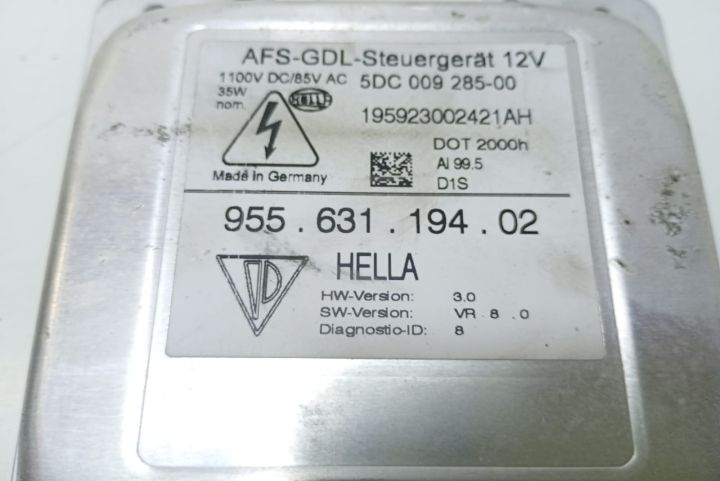 AFS-GDL-Steuergerät 12V
1100V DC/85V AC 5DC 009 285-00
35W
nom.
HELLA
195923002421AH
DOT 2000h
Al 99.5
D1S
Made in Germany
955.631.194.02
HELLA
HW-Version: 3.0
SW-Version: VR 8 .0
Diagnostic-ID: 8